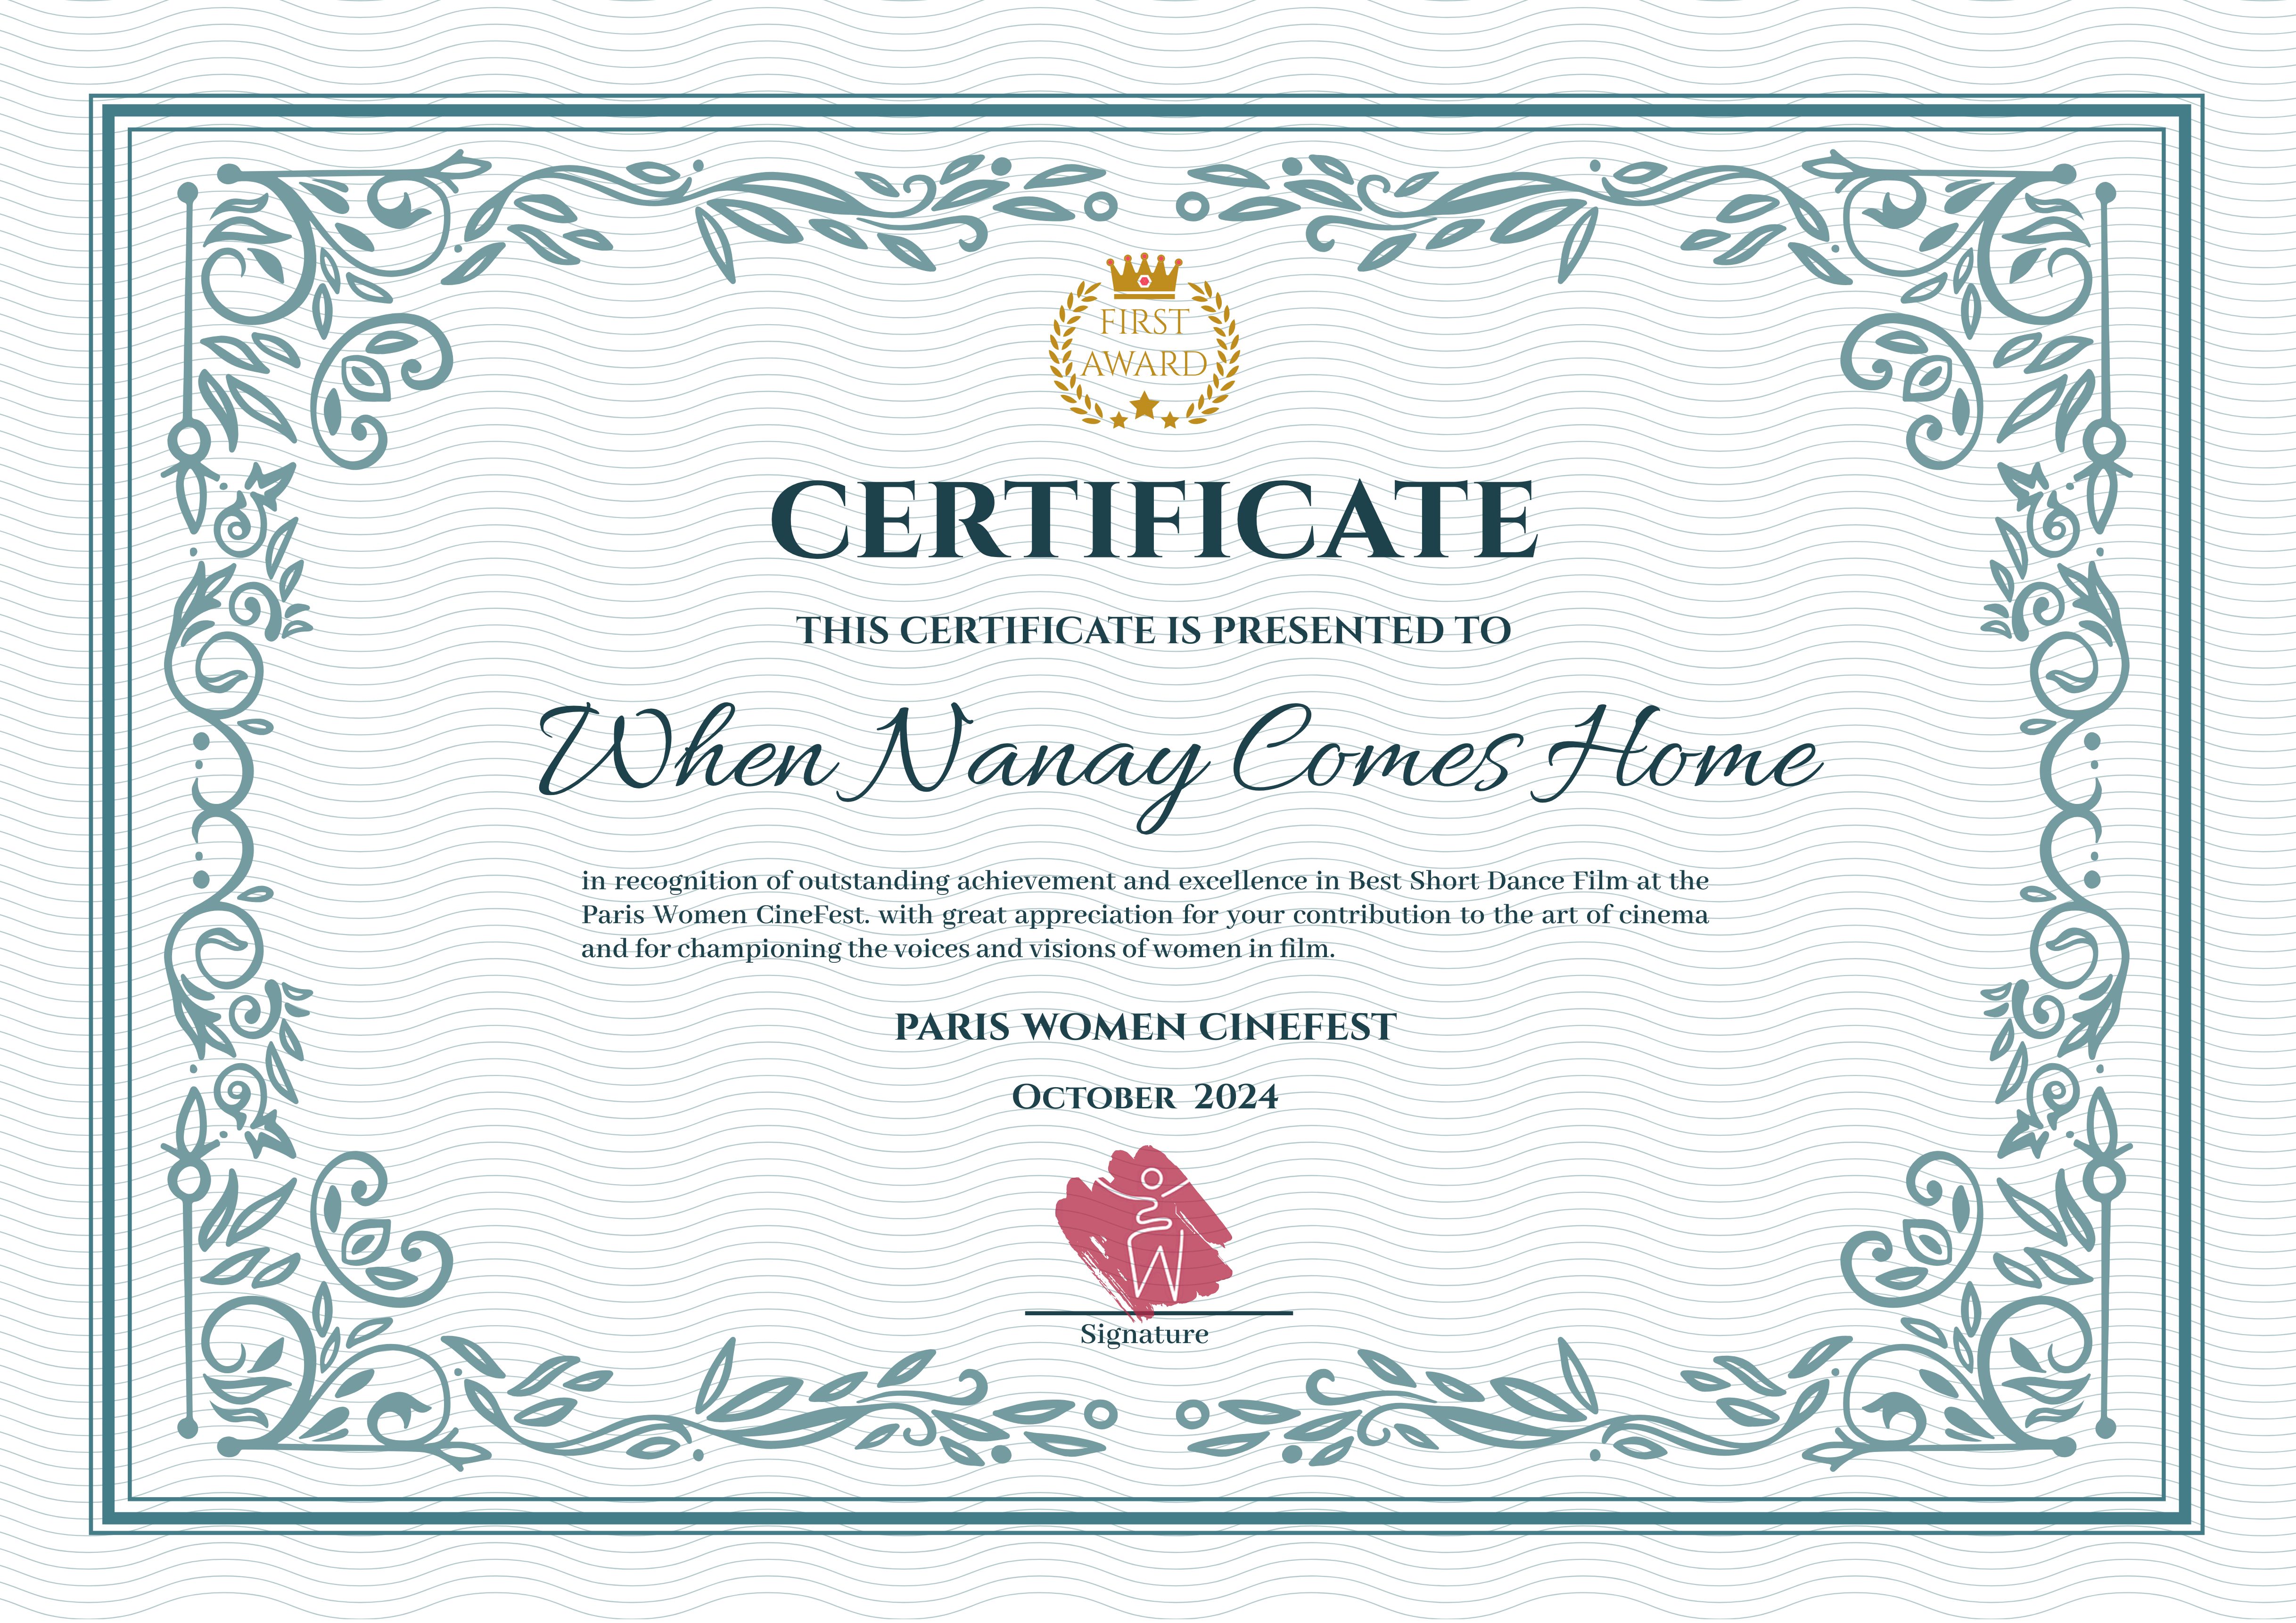 FIRST
AWARD
CERTIFICATE
THIS CERTIFICATE IS PRESENTED TO
When Nanay Comes Home
in recognition of outstanding achievement and excellence in Best Short Dance Film at the
Paris Women CineFest. with great appreciation for your contribution to the art of cinema
and for championing the voices and visions of women in film.
PARIS WOMEN CINEFEST
October 2024
Signature